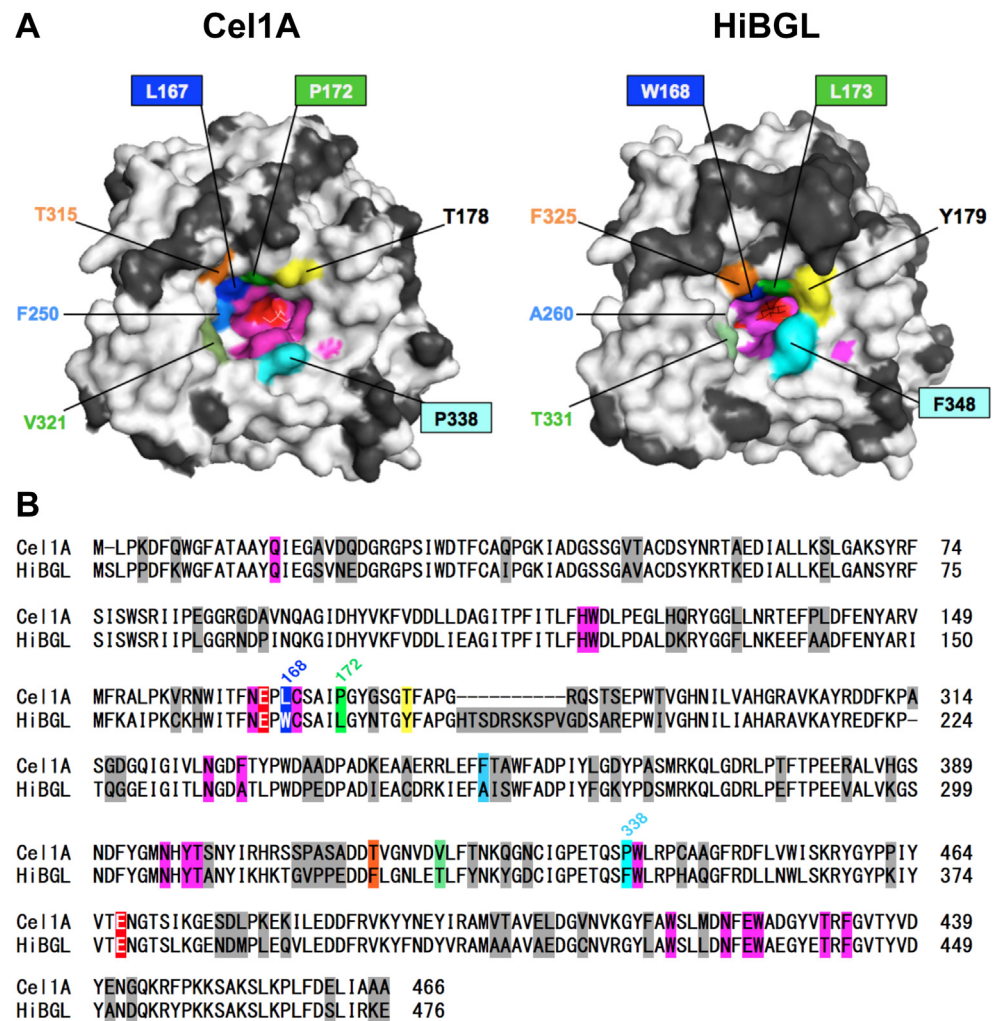 A
Cel1A HiBGL
L167 P172 W168 L173
T315 T178 F325 Y179
F250 A260
V321 P338 T331 F348
B
Cel1A M-LPKDFQWGFATAAYQIEGAVDQDGRGPSIWDTFCAQPGKIADGSSGVTACDSYNRTAEDIALLKSLGAKSYRF 74
HiBGL MSLPPDFKWGFATAAYQIEGSVNEDGRGPSIWDTFCAIPGKIADGSSGAVACDSYKRTKEDIALLKELGANSYRF 75
Cel1A SISWSRIIPEGGRGDAVNQAGIDHYVKFVDDLLDAGITPFITLFHWDLPEGLHQRYGGLLNRTEFPLDFENYARV 149
HiBGL SISWSRIIPLGGRNDPINQKGIDHYVKFVDDLIEAGITPFITLFHWDLPDALDKRYGGFLNKEEFAADFENYARI 150
168 172
Cel1A MFRALPKVRNWITFNEPLCSAIPGYGSGTFAPG----------RQSTSEPWTVGHNILVAHGRAVKAYRDDFKPA 314
HiBGL MFKAIPKCKHWITFNEPWCSAILGYNTGYFAPGHTSDRSKSPVGDSAREPWIVGHNILIAHARAVKAYREDFKP- 224
Cel1A SGDGQIGIVLNGDFTYPWDAADPADKEAAERRLEFFTAWFADPIYLGDYPASMRKQLGDRLPTFTPEERALVHGS 389
HiBGL TQGGEIGITLNGDATLPWDPEDPADIEACDRKIEFAISWFADPIYFGKYPDSMRKQLGDRLPEFTPEEVALVKGS 299
338
Cel1A NDFYGMNHYTSNYIRHRSSPASADDTVGNVDVLFTNKQGNCIGPETQSPWLRPCAAGFRDFLVWISKRYGYPPIY 464
HiBGL NDFYGMNHYTANYIKHKTGVPPEDDFLGNLETLFYNKYGDCIGPETQSFWLRPHAQGFRDLLNWLSKRYGYPKIY 374
Cel1A VTENGTSIKGESDLPKEKILEDDFRVKYYNEYIRAMVTAVELDGVNVKGYFAWSLMDNFEWADGYVTRFGVTYVD 439
HiBGL VTENGTSLKGENDMPLEQVLEDDFRVKYFNDYVRAMAAAVAEDGCNVRGYLAWSLLDNFEWAEGYETRFGVTYVD 449
Cel1A YENGQKRFPKKSAKSLKPLFDELIAAA 466
HiBGL YANDQKRYPKKSAKSLKPLFDSLIRKE 476